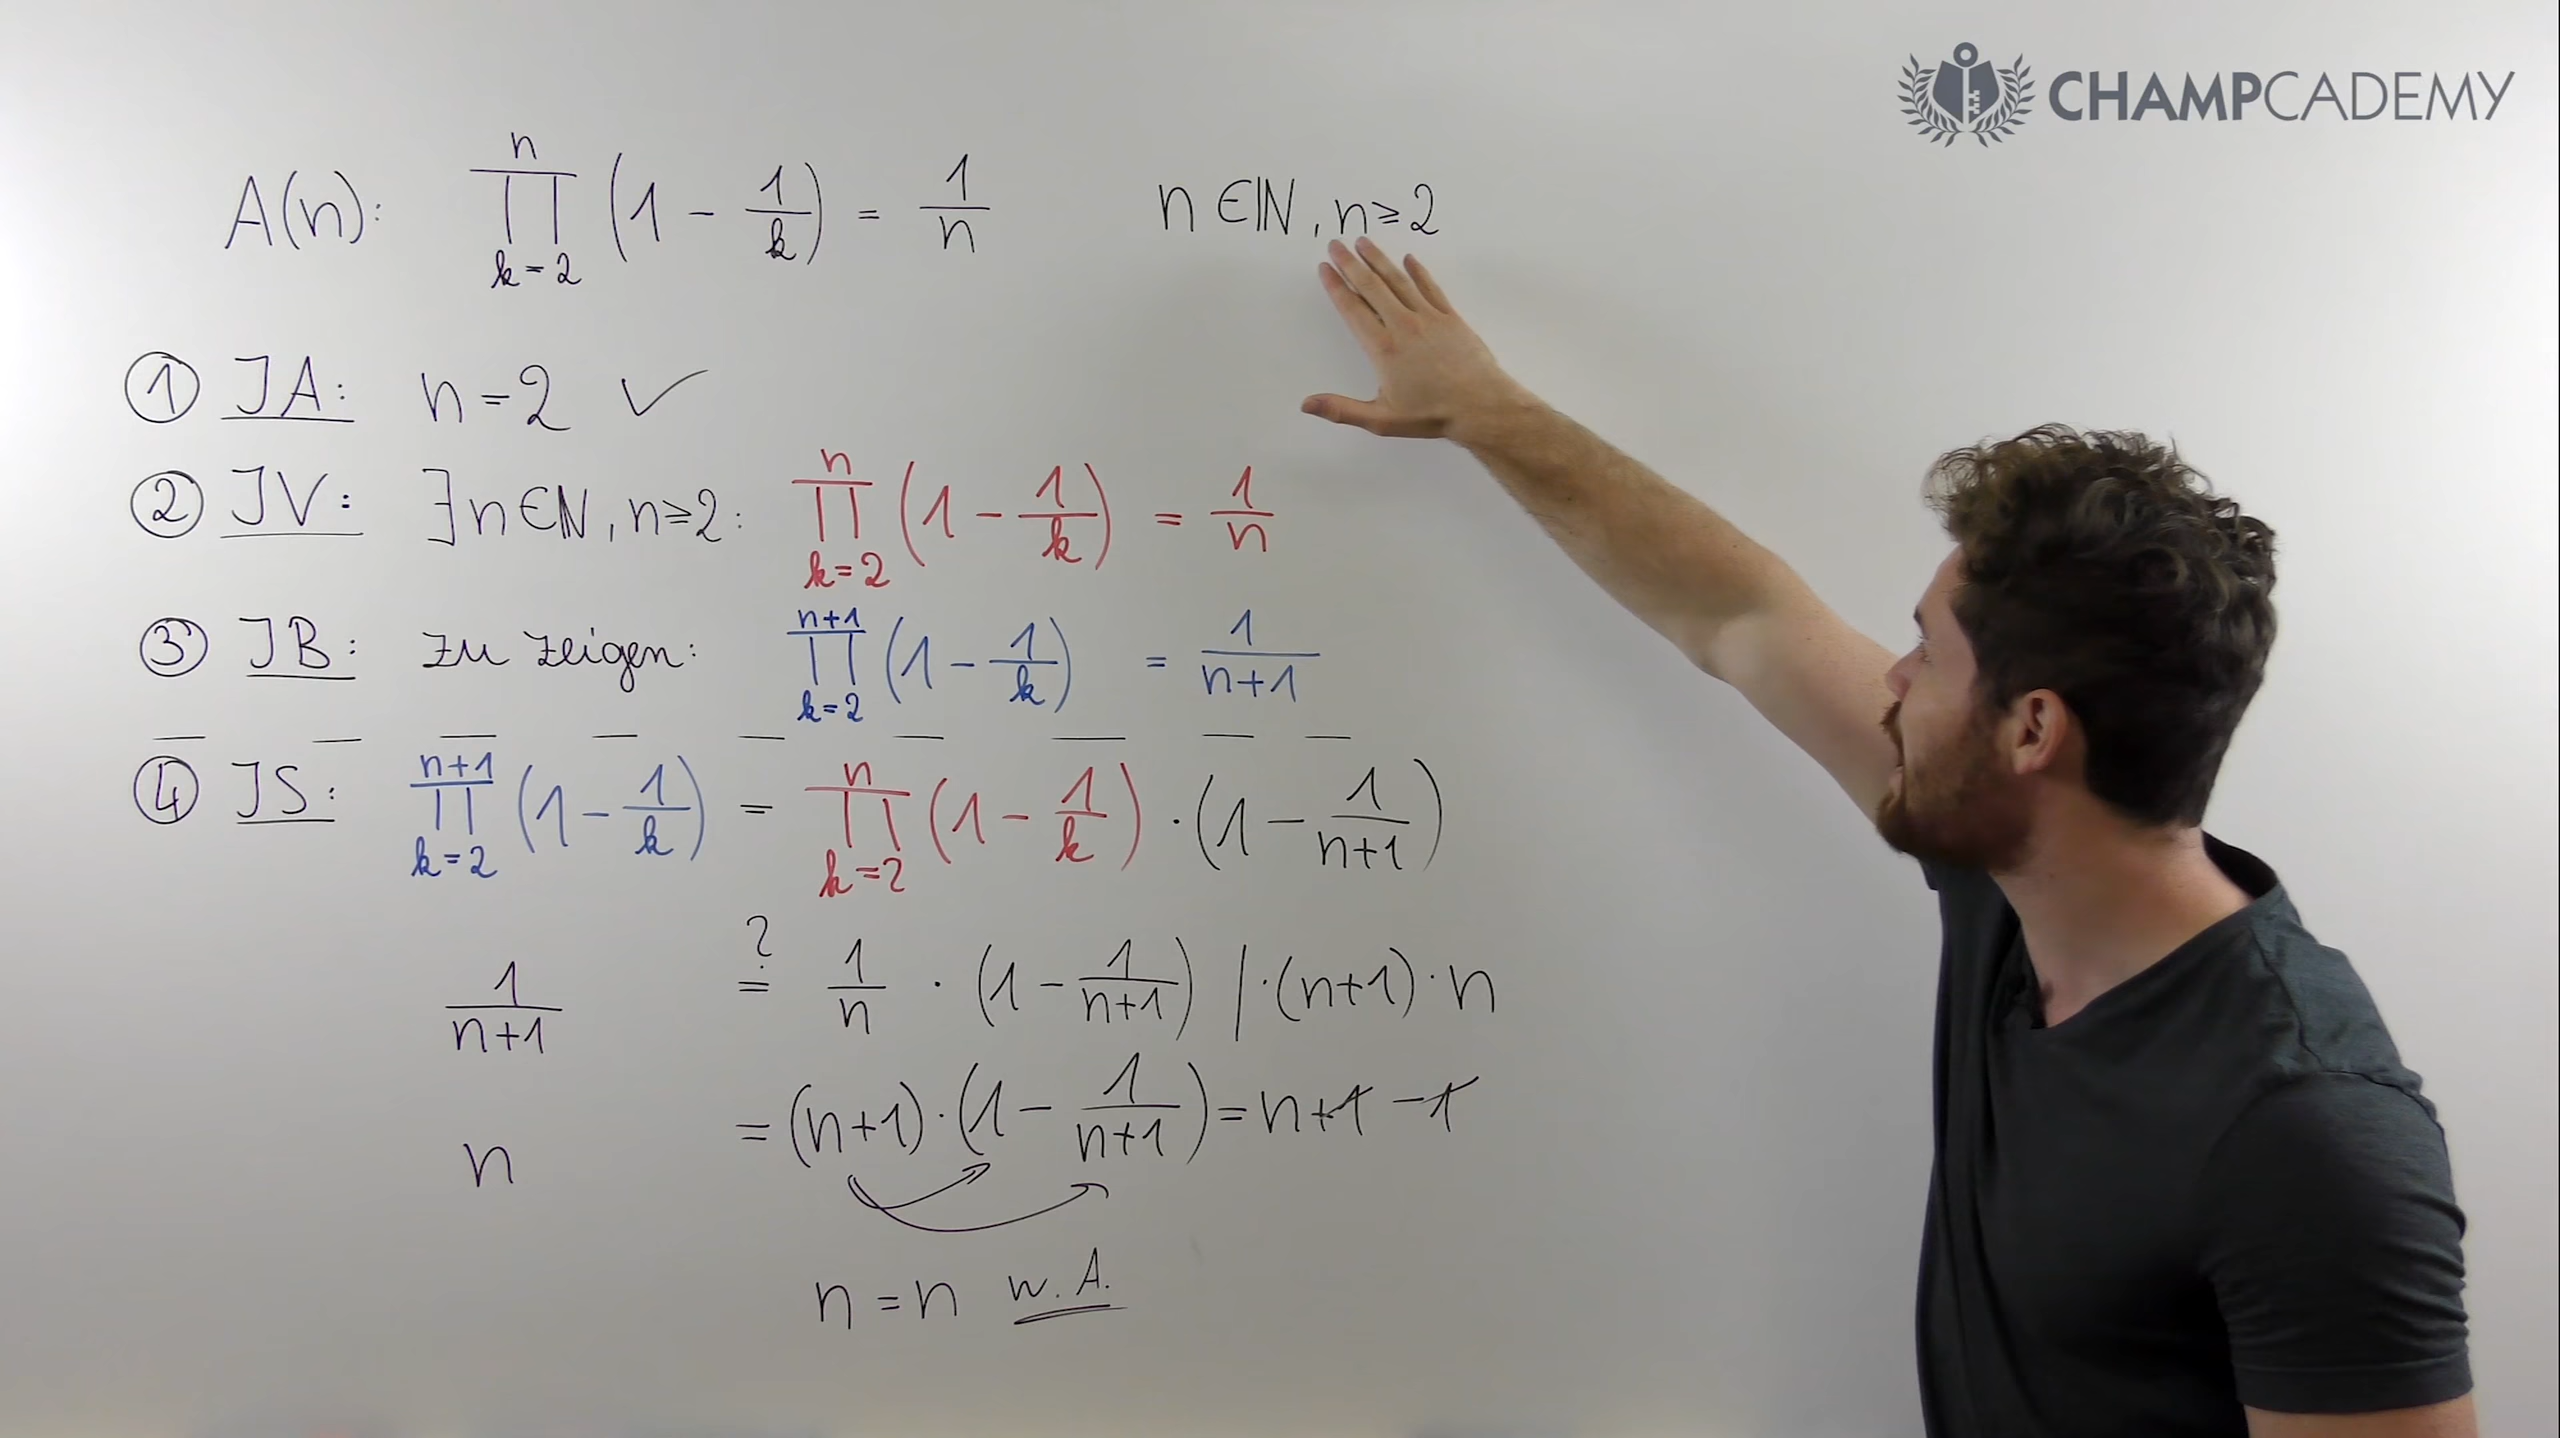 CHAMPCADEMY
A(n): ∏_{k=2}^{n} (1 - 1/k) = 1/n    n ∈ ℕ, n ≥ 2
① IA: n = 2 ✓
② IV: ∃ n ∈ ℕ, n ≥ 2: ∏_{k=2}^{n} (1 - 1/k) = 1/n
③ IB: zu zeigen: ∏_{k=2}^{n+1} (1 - 1/k) = 1/(n+1)
④ IS: ∏_{k=2}^{n+1} (1 - 1/k) = ∏_{k=2}^{n} (1 - 1/k) · (1 - 1/(n+1))
1/(n+1) ≟ 1/n · (1 - 1/(n+1)) | · (n+1) · n
n = (n+1) · (1 - 1/(n+1)) = n + 1 - 1
n = n w. A.